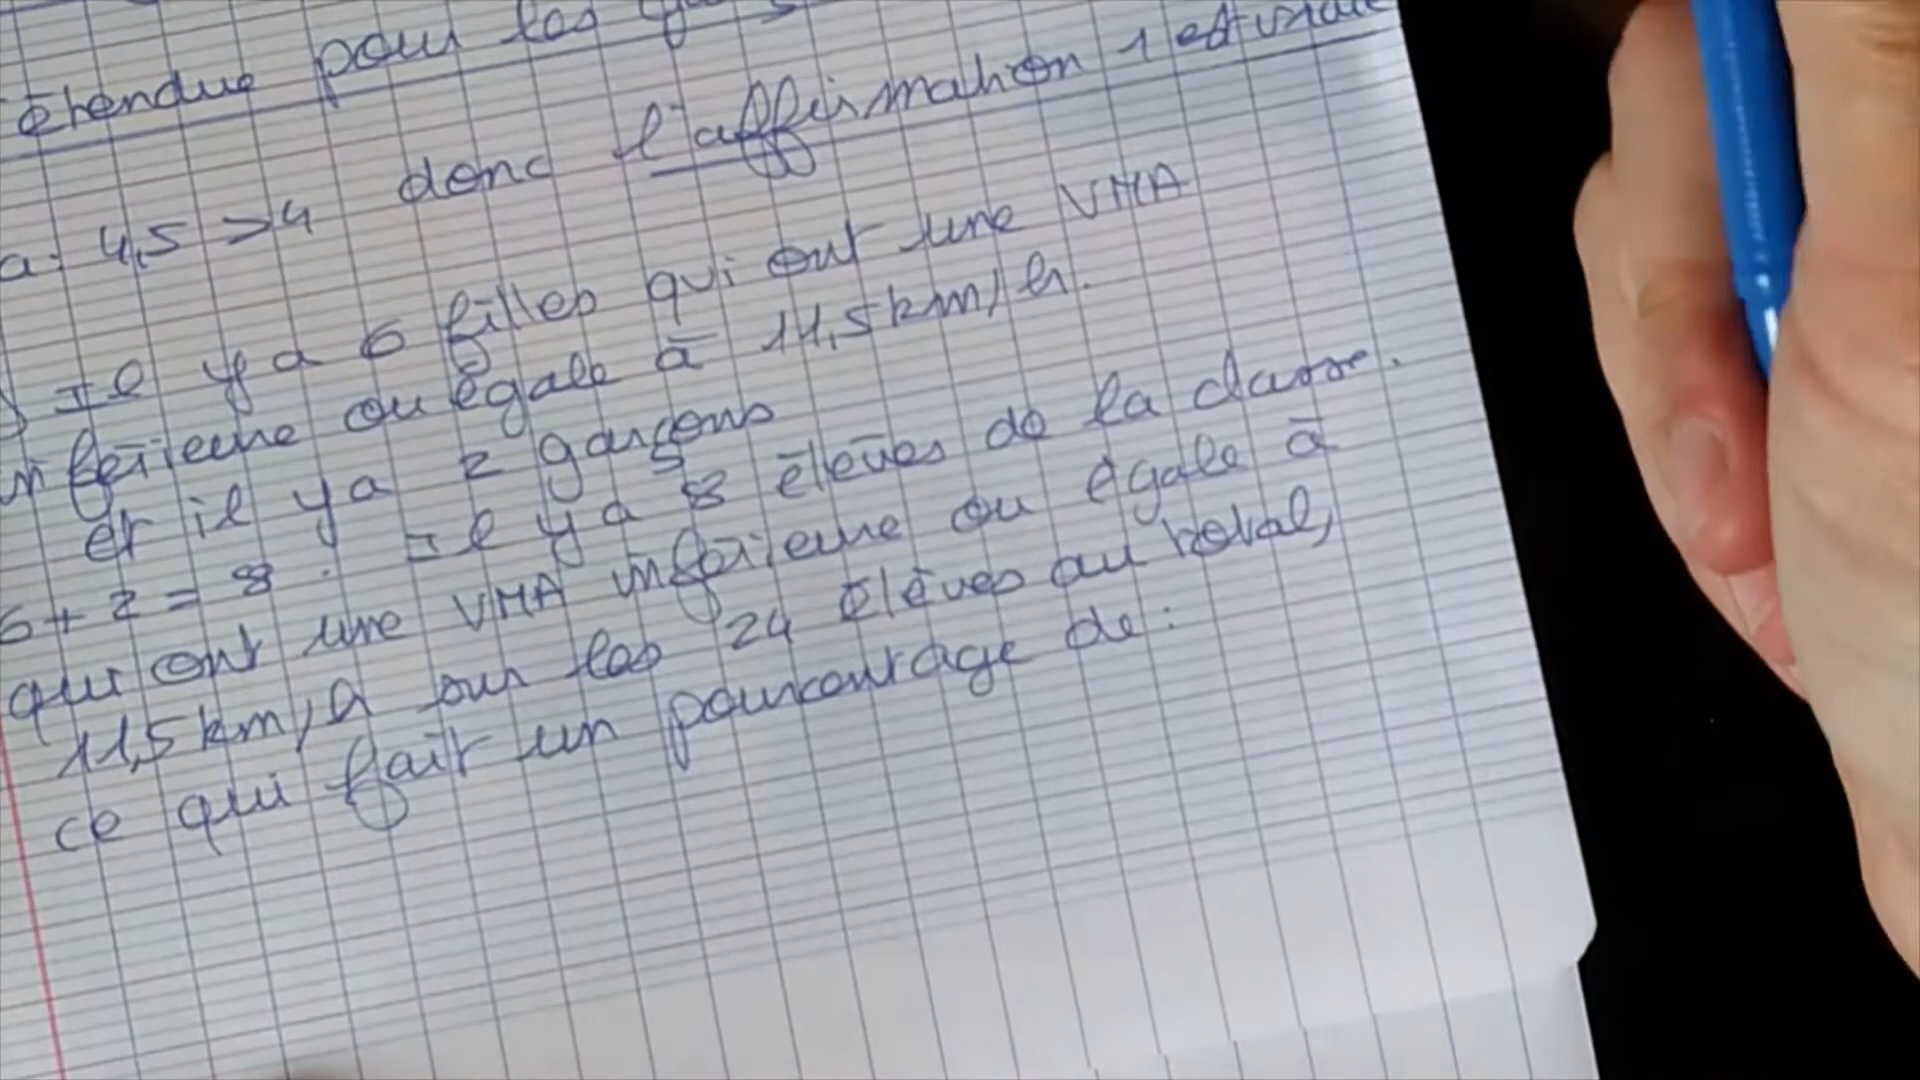 étendue pour les
a: 4,5 > 4 donc l'affirmation 1 est vraie
Il y a 6 filles qui ont une VMA
inférieure ou égale à 11,5 km/h.
et il y a 2 garçons
6 + 2 = 8. Il y a 8 élèves de la classe.
qui ont une VMA inférieure ou égale à
11,5 km/h sur les 24 élèves au total,
ce qui fait un pourcentage de :